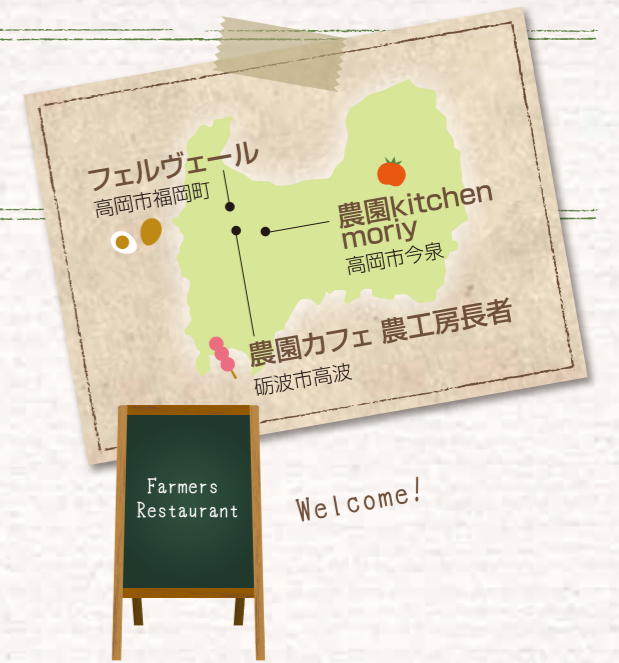 フェルヴェール
高岡市福岡町
農園kitchen
moriy
高岡市今泉
農園カフェ 農工房長者
砺波市高波
Farmers
Restaurant
Welcome!